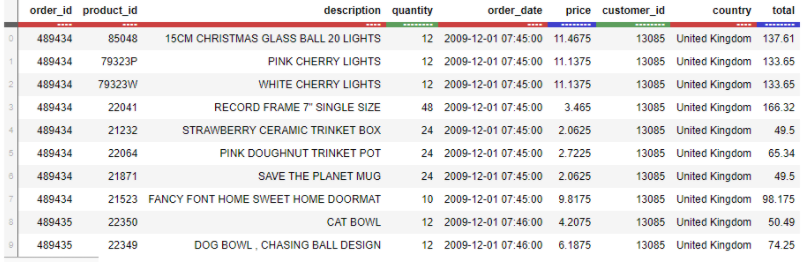 order_id product_id description quantity order_date price customer_id country total
0 489434 85048 15CM CHRISTMAS GLASS BALL 20 LIGHTS 12 2009-12-01 07:45:00 11.4675 13085 United Kingdom 137.61
1 489434 79323P PINK CHERRY LIGHTS 12 2009-12-01 07:45:00 11.1375 13085 United Kingdom 133.65
2 489434 79323W WHITE CHERRY LIGHTS 12 2009-12-01 07:45:00 11.1375 13085 United Kingdom 133.65
3 489434 22041 RECORD FRAME 7" SINGLE SIZE 48 2009-12-01 07:45:00 3.465 13085 United Kingdom 166.32
4 489434 21232 STRAWBERRY CERAMIC TRINKET BOX 24 2009-12-01 07:45:00 2.0625 13085 United Kingdom 49.5
5 489434 22064 PINK DOUGHNUT TRINKET POT 24 2009-12-01 07:45:00 2.7225 13085 United Kingdom 65.34
6 489434 21871 SAVE THE PLANET MUG 24 2009-12-01 07:45:00 2.0625 13085 United Kingdom 49.5
7 489434 21523 FANCY FONT HOME SWEET HOME DOORMAT 10 2009-12-01 07:45:00 9.8175 13085 United Kingdom 98.175
8 489435 22350 CAT BOWL 12 2009-12-01 07:46:00 4.2075 13085 United Kingdom 50.49
9 489435 22349 DOG BOWL , CHASING BALL DESIGN 12 2009-12-01 07:46:00 6.1875 13085 United Kingdom 74.25